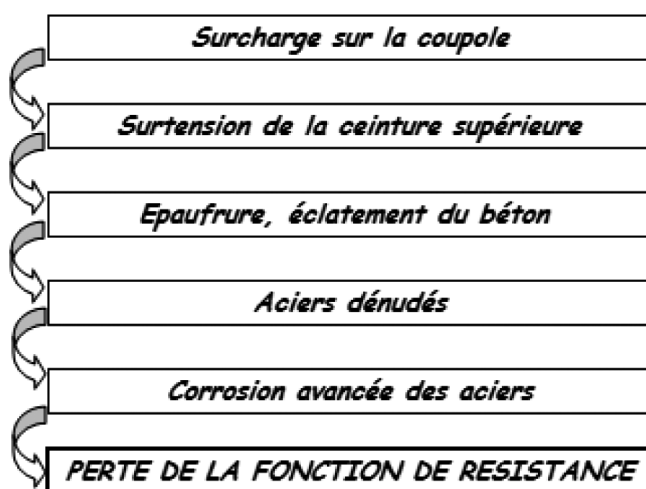 Surcharge sur la coupole
Surtension de la ceinture supérieure
Epaufrure, éclatement du béton
Aciers dénudés
Corrosion avancée des aciers
PERTE DE LA FONCTION DE RESISTANCE